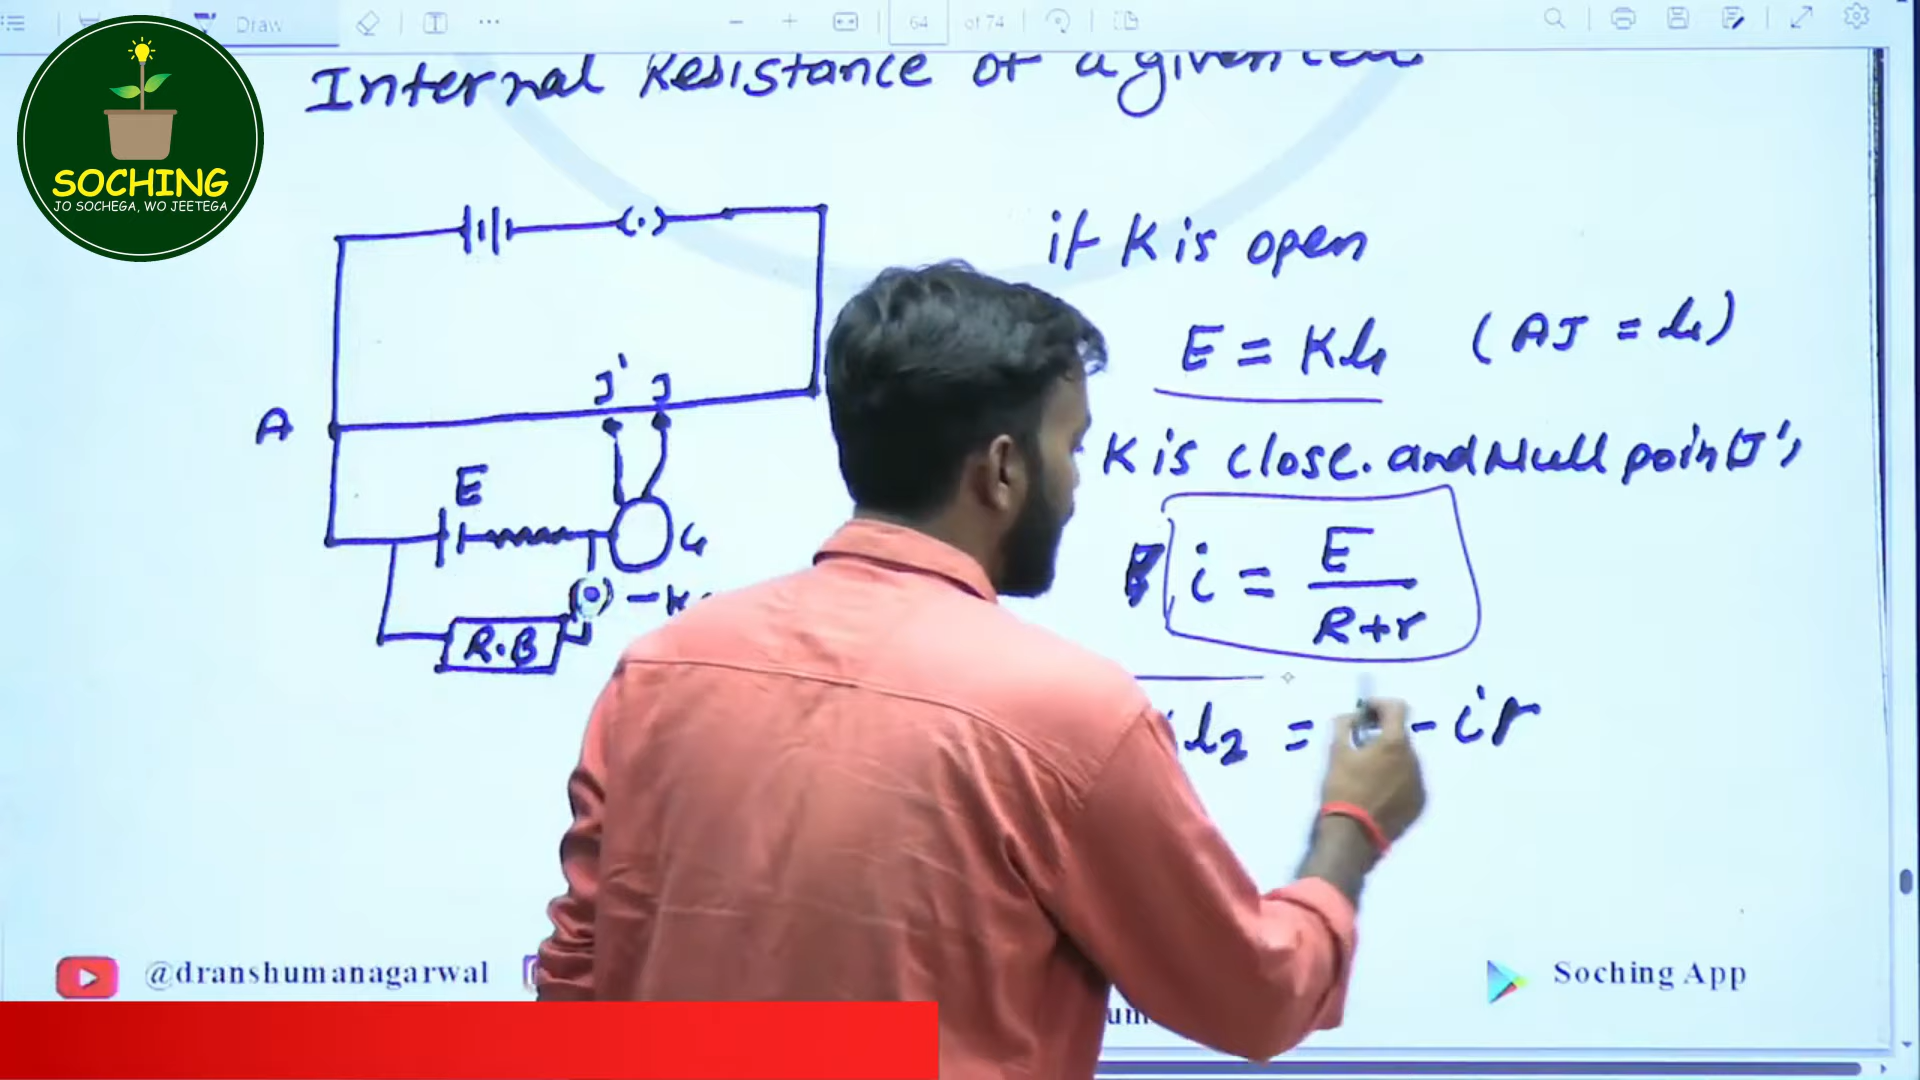 Draw
64 of 74
SOCHING
JO SOCHEGA, WO JEETEGA
Internal Resistance of a given
if K is open
E = Kl₁ (AJ = l₁)
J' J
A
K is close. and Null point J',
E
i = E / R+r
G
R.B
l₂ = - ir
@dranshumanagarwal
Soching App